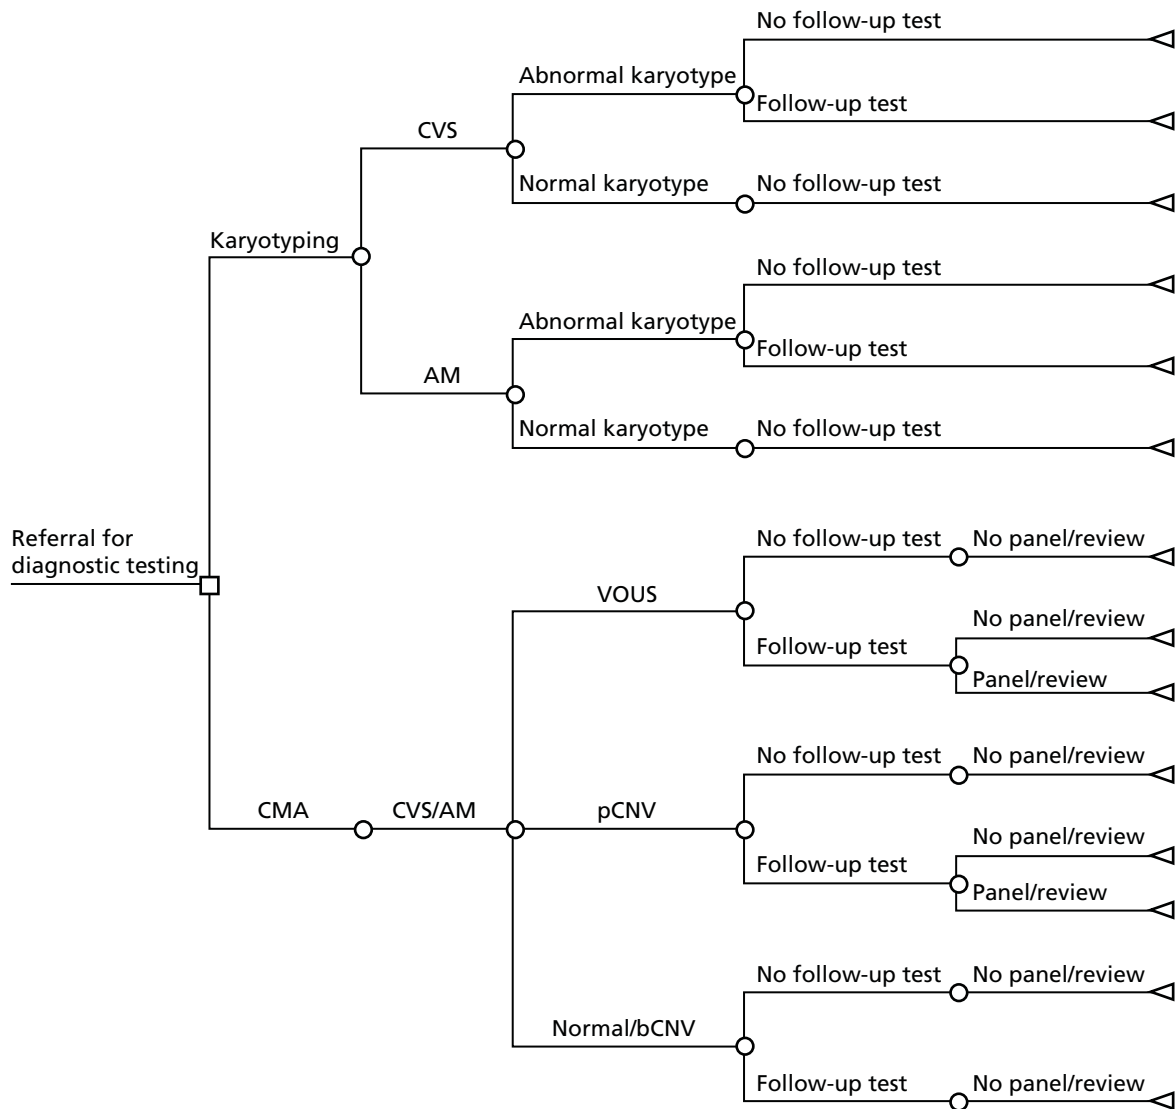 No follow-up test
Abnormal karyotype
Follow-up test
CVS
Normal karyotype
No follow-up test
Karyotyping
No follow-up test
Abnormal karyotype
Follow-up test
AM
Normal karyotype
No follow-up test
Referral for
diagnostic testing
No follow-up test
No panel/review
VOUS
No panel/review
Follow-up test
Panel/review
No follow-up test
No panel/review
CMA
CVS/AM
pCNV
No panel/review
Follow-up test
Panel/review
No follow-up test
No panel/review
Normal/bCNV
Follow-up test
No panel/review